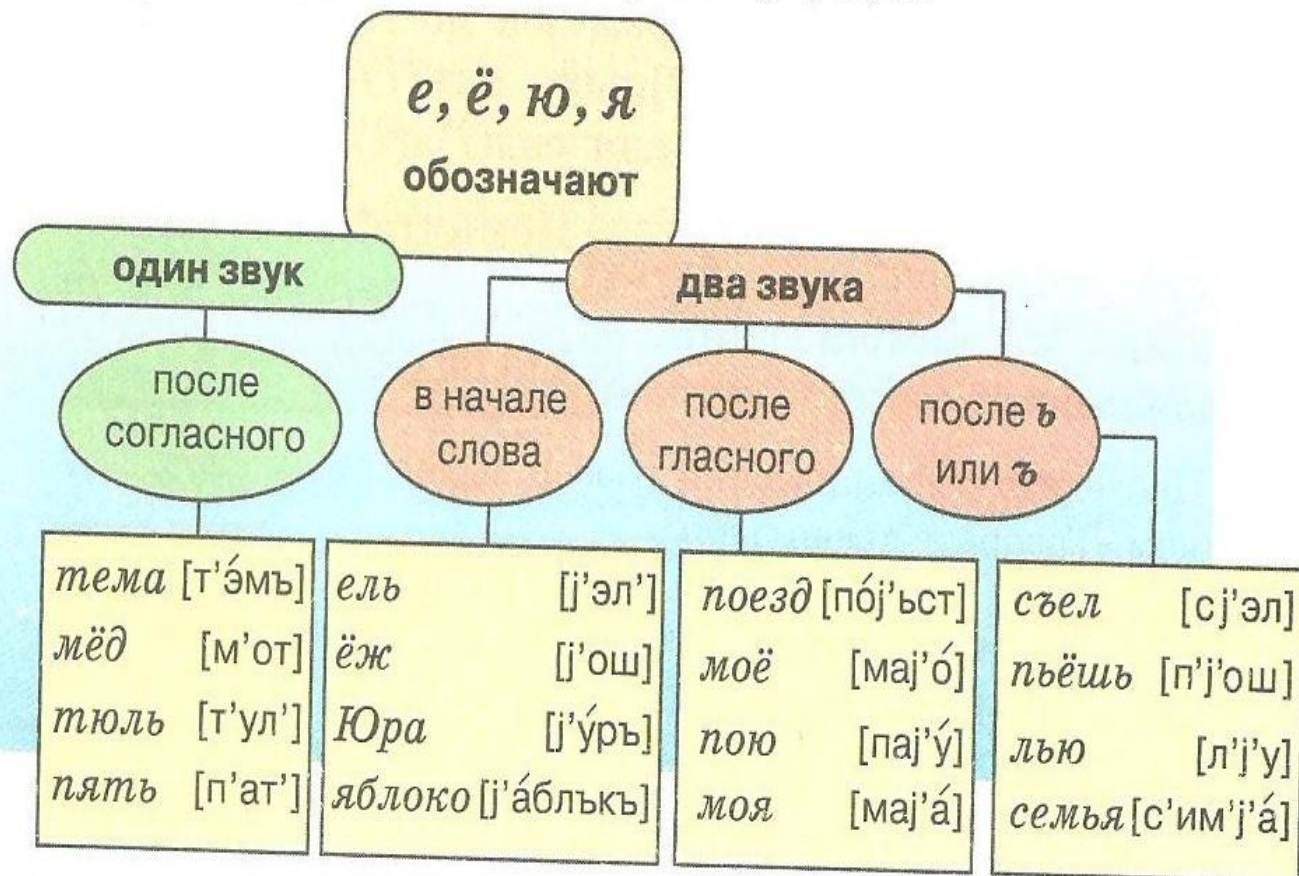 е, ё, ю, я
обозначают
один звук
два звука
после
согласного
в начале
слова
после
гласного
после ь
или ъ
тема [т'э́мъ]
мёд [м'от]
тюль [т'ул']
пять [п'ат']
ель [j'эл']
ёж [j'ош]
Юра [j'у́ръ]
яблоко [j'а́блъкъ]
поезд [по́j'ьст]
моё [маj'о́]
пою [паj'у́]
моя [маj'а́]
съел [сj'эл]
пьёшь [п'j'ош]
лью [л'j'у]
семья [с'им'j'а́]